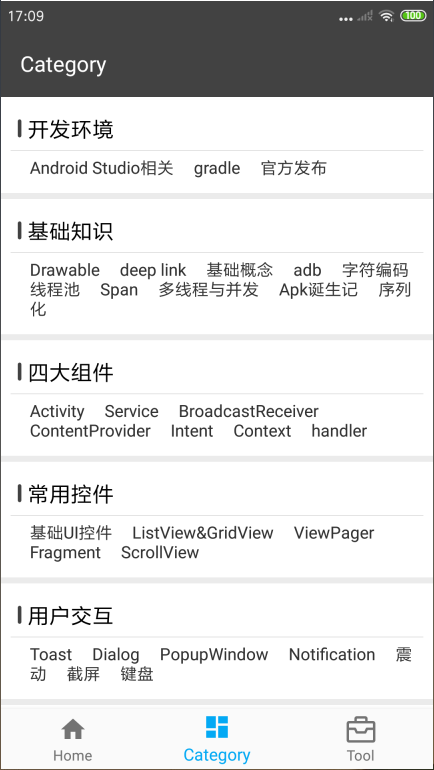 17:09
100
Category
开发环境
Android Studio相关 gradle 官方发布
基础知识
Drawable deep link 基础概念 adb 字符编码
线程池 Span 多线程与并发 Apk诞生记 序列
化
四大组件
Activity Service BroadcastReceiver
ContentProvider Intent Context handler
常用控件
基础UI控件 ListView&GridView ViewPager
Fragment ScrollView
用户交互
Toast Dialog PopupWindow Notification 震
动 截屏 键盘
Home Category Tool